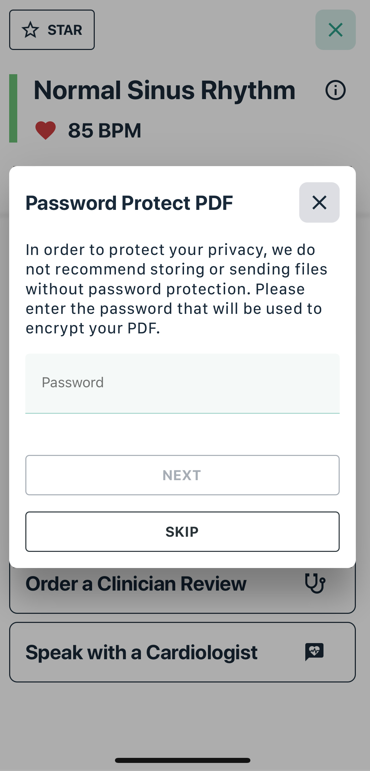 STAR
Normal Sinus Rhythm
85 BPM
Password Protect PDF
In order to protect your privacy, we do
not recommend storing or sending files
without password protection. Please
enter the password that will be used to
encrypt your PDF.
Password
NEXT
SKIP
Order a Clinician Review
Speak with a Cardiologist